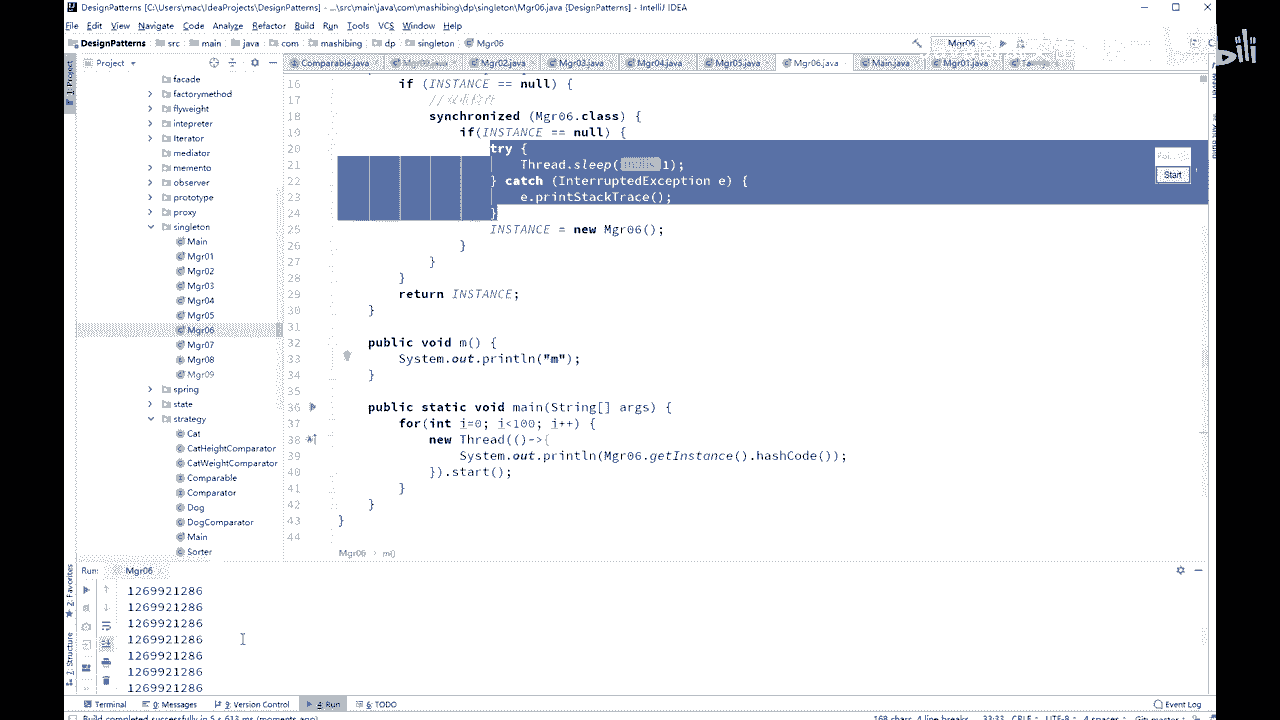 DesignPatterns [C:\Users\mac\IdeaProjects\DesignPatterns] - ...\src\main\java\com\mashibing\dp\singleton\Mgr06.java [DesignPatterns] - IntelliJ IDEA
File Edit View Navigate Code Analyze Refactor Build Run Tools VCS Window Help
DesignPatterns src main java com mashibing dp singleton Mgr06
Mgr06
Project
Comparable.java Mgr02.java Mgr03.java Mgr04.java Mgr05.java Mgr06.java Main.java Mgr01.java
1: Project
facade
factorymethod
flyweight
intepreter
Iterator
mediator
memento
observer
prototype
proxy
singleton
Main
Mgr01
Mgr02
Mgr03
Mgr04
Mgr05
Mgr06
Mgr07
Mgr08
Mgr09
spring
state
strategy
Cat
CatHeightComparator
CatWeightComparator
Comparable
Comparator
Dog
DogComparator
Main
Sorter
16 if (INSTANCE == null) {
17 //
18 synchronized (Mgr06.class) {
19 if(INSTANCE == null) {
20 try {
21 Thread.sleep( 1);
22 } catch (InterruptedException e) {
23 e.printStackTrace();
24 }
25 INSTANCE = new Mgr06();
26 }
27 }
28 }
29 return INSTANCE;
30 }
31
32 public void m() {
33 System.out.println("m");
34 }
35
36 public static void main(String[] args) {
37 for(int i=0; i<100; i++) {
38 new Thread(()->{
39 System.out.println(Mgr06.getInstance().hashCode());
40 }).start();
41 }
42 }
43 }
44
Start
Mgr06 > m()
Run: Mgr06
1269921286
1269921286
1269921286
1269921286
1269921286
1269921286
1269921286
2: Favorites
7: Structure
Terminal 0: Messages 9: Version Control 4: Run 6: TODO
Event Log
Build completed successfully in 5 s 613 ms (moments ago)
168 chars, 4 line breaks 33:33 CRLF UTF-8 4 spaces Git: master